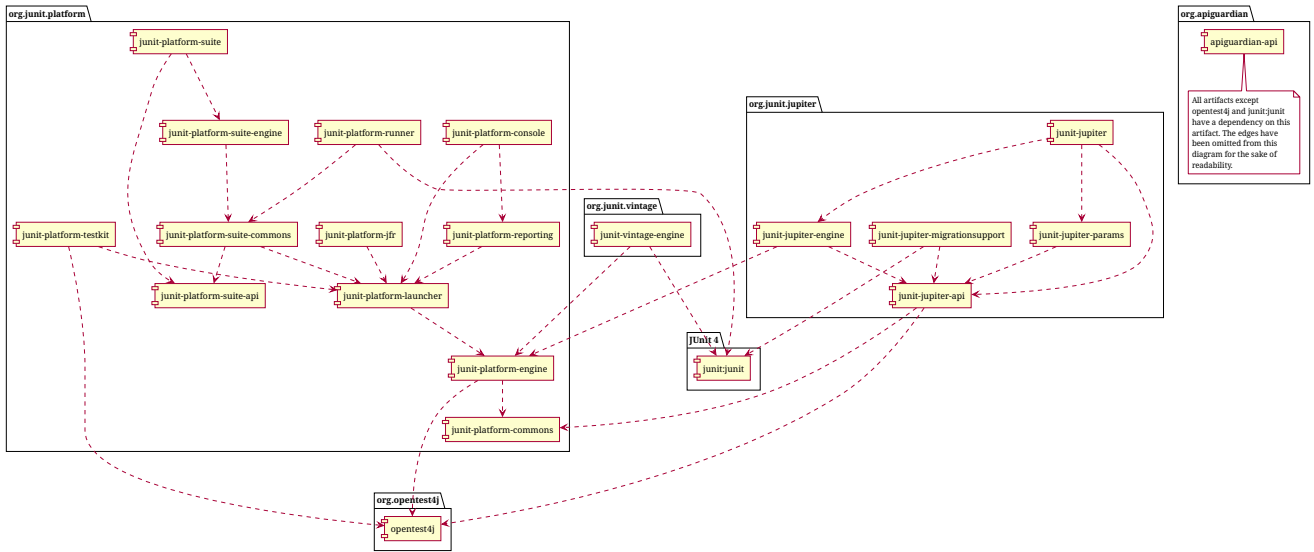 org.junit.platform
junit-platform-suite
junit-platform-suite-engine
junit-platform-runner
junit-platform-console
junit-platform-testkit
junit-platform-suite-commons
junit-platform-jfr
junit-platform-reporting
junit-platform-suite-api
junit-platform-launcher
junit-platform-engine
junit-platform-commons
org.junit.vintage
junit-vintage-engine
JUnit 4
junit:junit
org.junit.jupiter
junit-jupiter
junit-jupiter-engine
junit-jupiter-migrationsupport
junit-jupiter-params
junit-jupiter-api
org.opentest4j
opentest4j
org.apiguardian
apiguardian-api
All artifacts except
opentest4j and junit:junit
have a dependency on this
artifact. The edges have
been omitted from this
diagram for the sake of
readability.